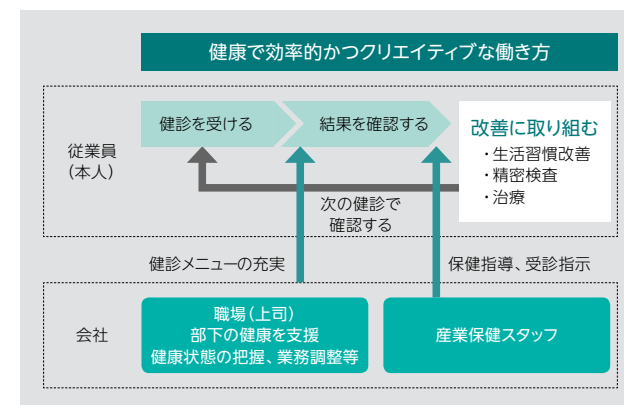 健康で効率的かつクリエイティブな働き方
従業員
(本人)
健診を受ける
結果を確認する
改善に取り組む
・生活習慣改善
・精密検査
・治療
次の健診で
確認する
健診メニューの充実
保健指導、受診指示
会社
職場(上司)
部下の健康を支援
健康状態の把握、業務調整等
産業保健スタッフ